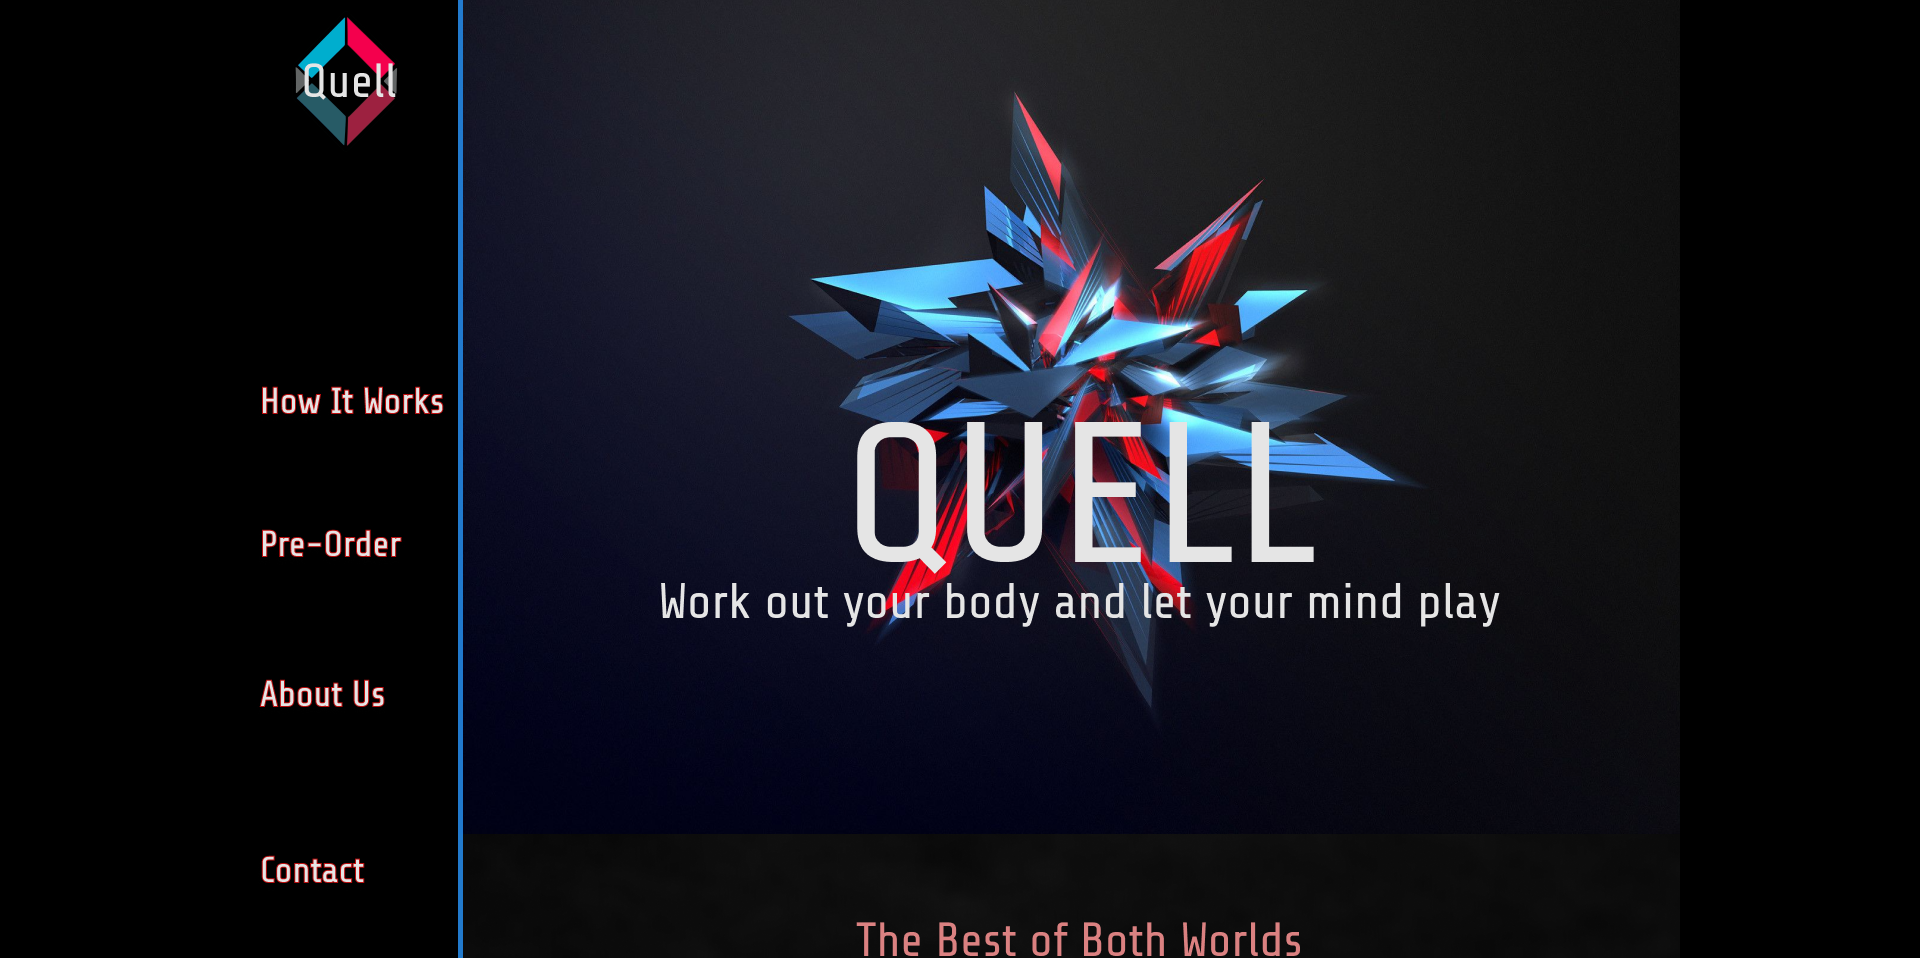 Quell
How It Works
Pre-Order
About Us
Contact
QUELL
Work out your body and let your mind play
The Best of Both Worlds